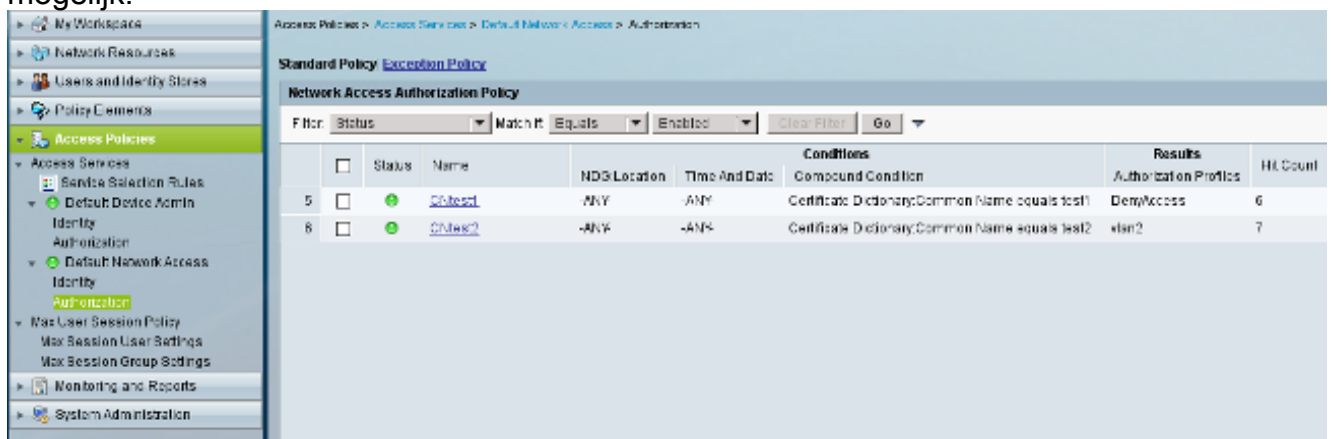 mogelijk.
My Workspace
Network Resources
Users and Identity Stores
Policy Elements
Access Policies
Access Services
Service Selection Rules
Default Device Admin
Identity
Authorization
Default Network Access
Identity
Authorization
Max User Session Policy
Max Session User Settings
Max Session Group Settings
Monitoring and Reports
System Administration
Access Policies > Access Services > Default Network Access > Authorization
Standard Policy Exception Policy
Network Access Authorization Policy
Filter: Status Match if: Equals Enabled Clear Filter Go
Conditions Results
Status Name NDG:Location Time And Date Compound Condition Authorization Profiles Hit Count
5 CNtest1 -ANY- -ANY- Certificate Dictionary:Common Name equals test1 DenyAccess 6
6 CNtest2 -ANY- -ANY- Certificate Dictionary:Common Name equals test2 vlan2 7